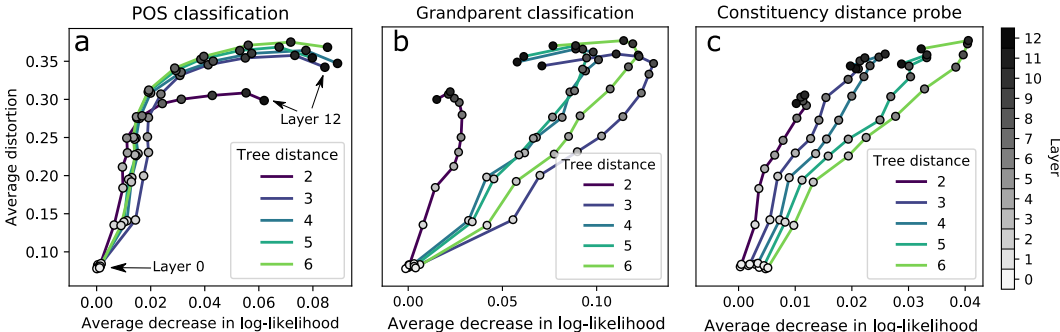 POS classification
Grandparent classification
Constituency distance probe
a
b
c
Average distortion
0.35
0.30
0.25
0.20
0.15
0.10
Layer 12
Layer 0
Tree distance
2
3
4
5
6
Tree distance
2
3
4
5
6
Tree distance
2
3
4
5
6
0.00 0.02 0.04 0.06 0.08
0.00 0.05 0.10
0.00 0.01 0.02 0.03 0.04
Average decrease in log-likelihood
Average decrease in log-likelihood
Average decrease in log-likelihood
12
11
10
9
8
7
6
5
4
3
2
1
0
Layer